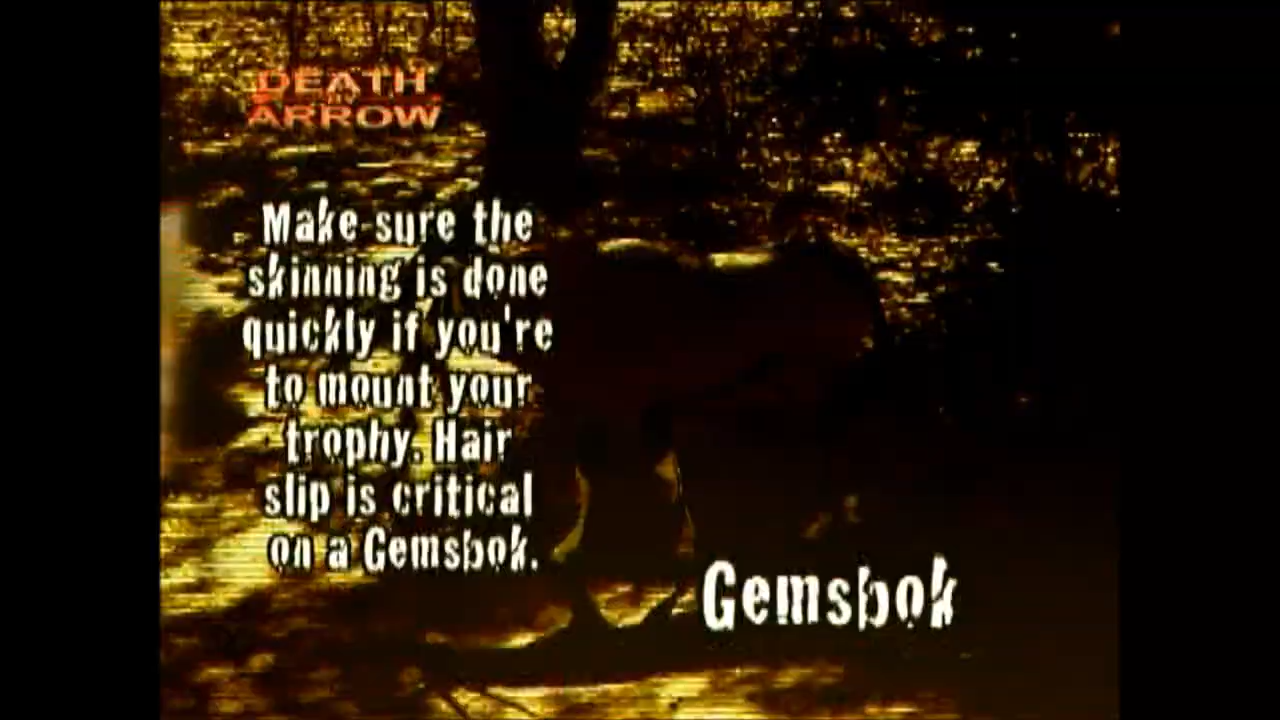 DEATH
BY
ARROW
Make sure the
skinning is done
quickly if you're
to mount your
trophy. Hair
slip is critical
on a Gemsbok.
Gemsbok